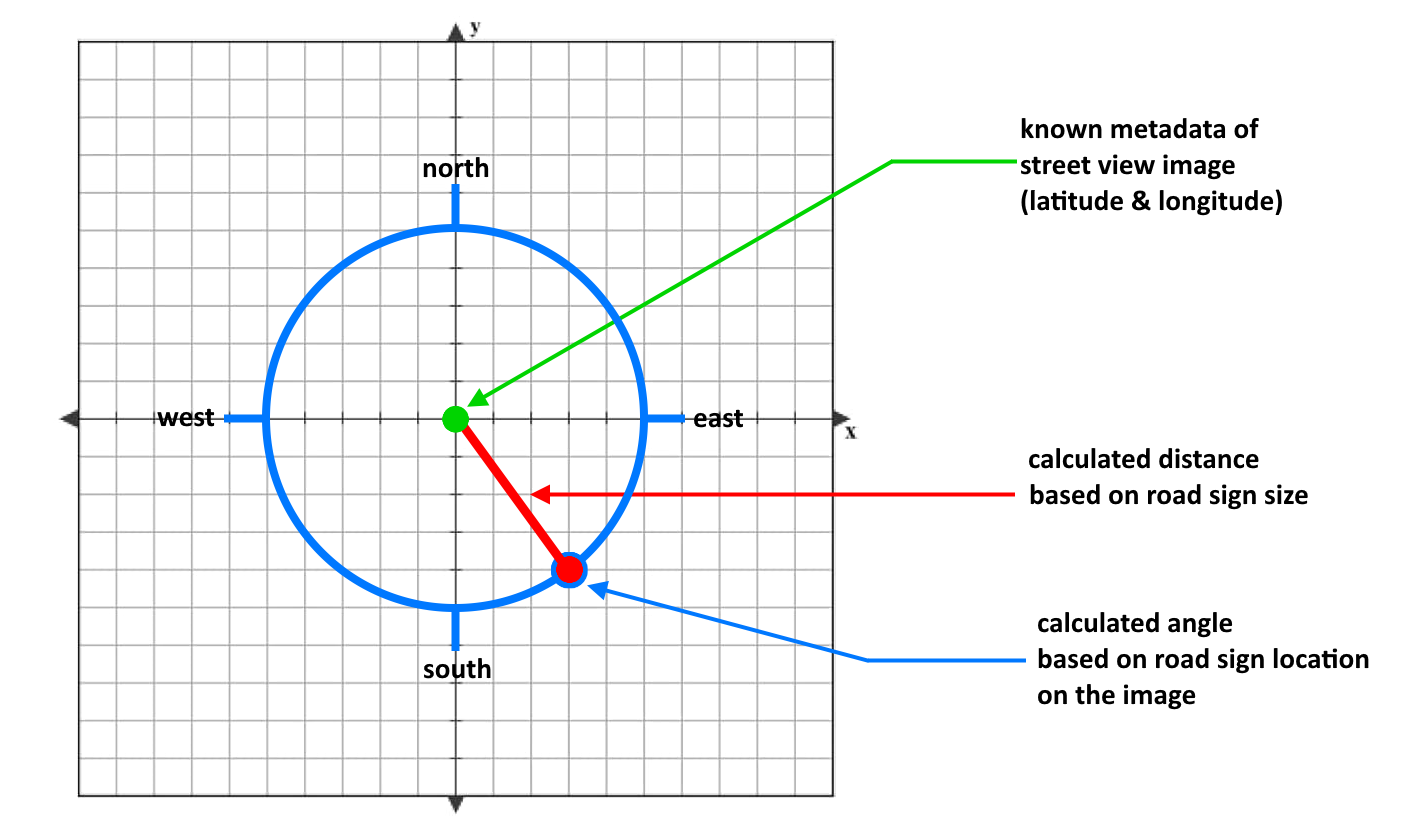 y
known metadata of
street view image
(latitude & longitude)
north
west
east
x
calculated distance
based on road sign size
calculated angle
based on road sign location
on the image
south